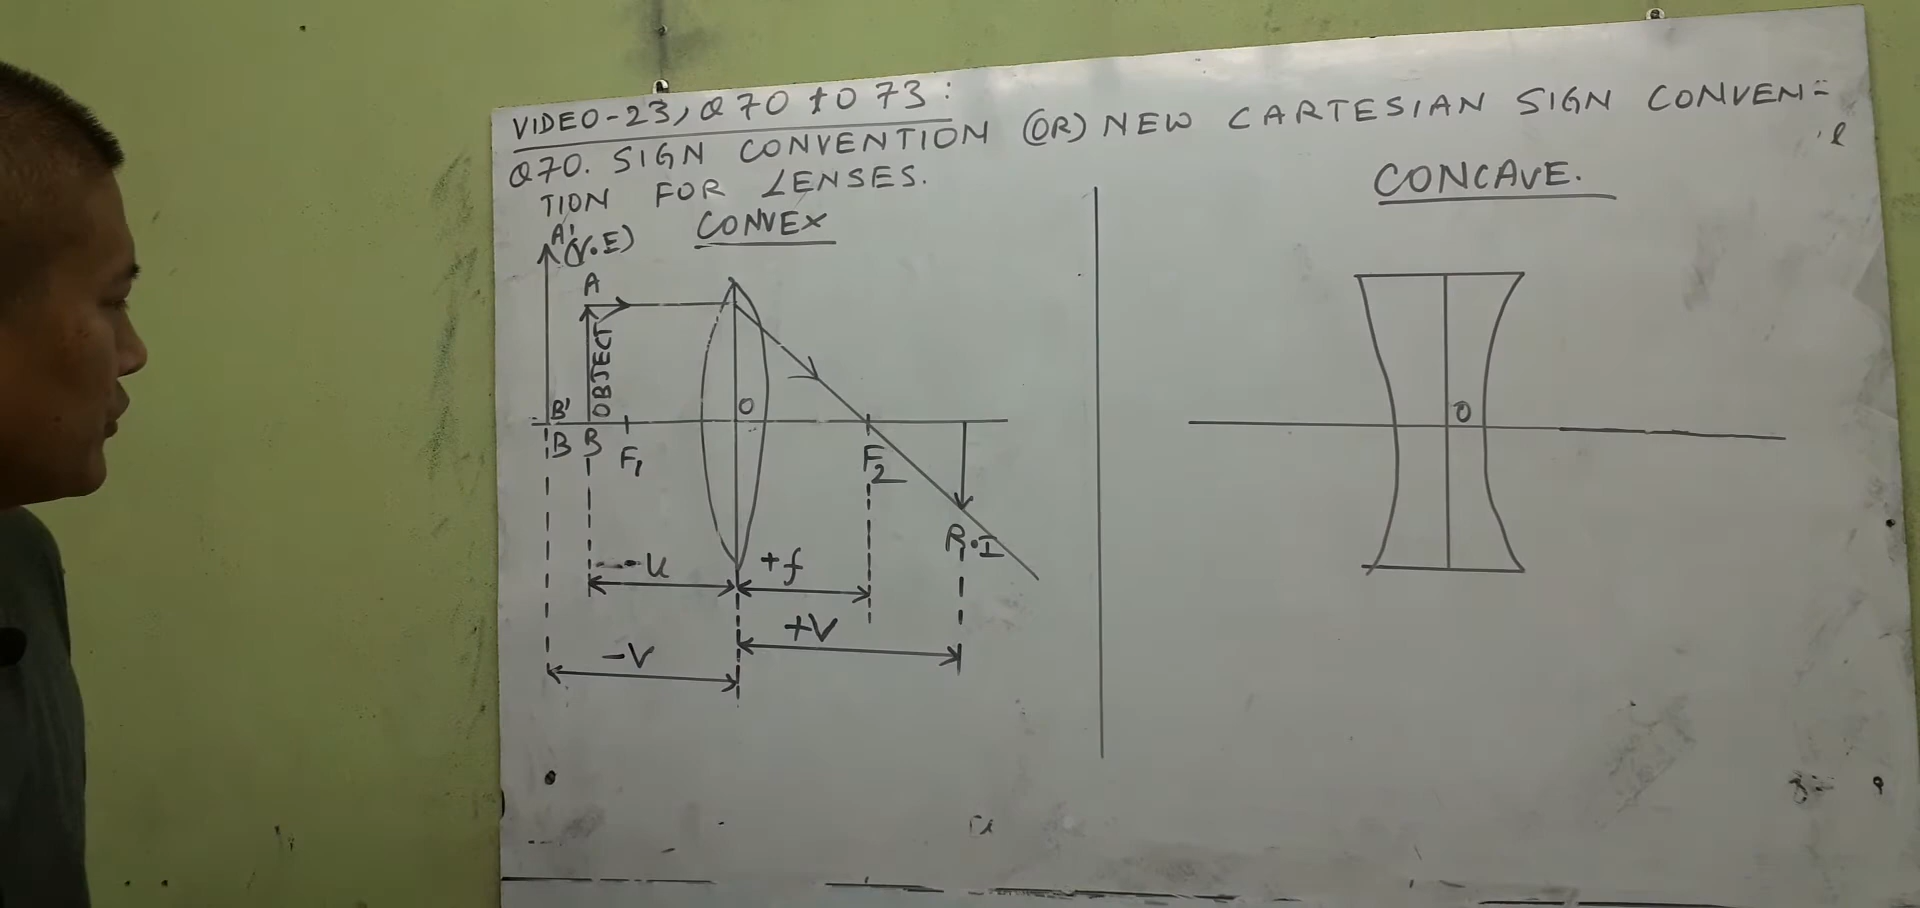 VIDEO-23, Q70 to 73:
Q70. SIGN CONVENTION (OR) NEW CARTESIAN SIGN CONVEN=
TION FOR LENSES.
CONVEX
A'
A
OBJECT
B' O
B B F₁ F₂
R.I
-u +f
+V
-V
CONCAVE.
O